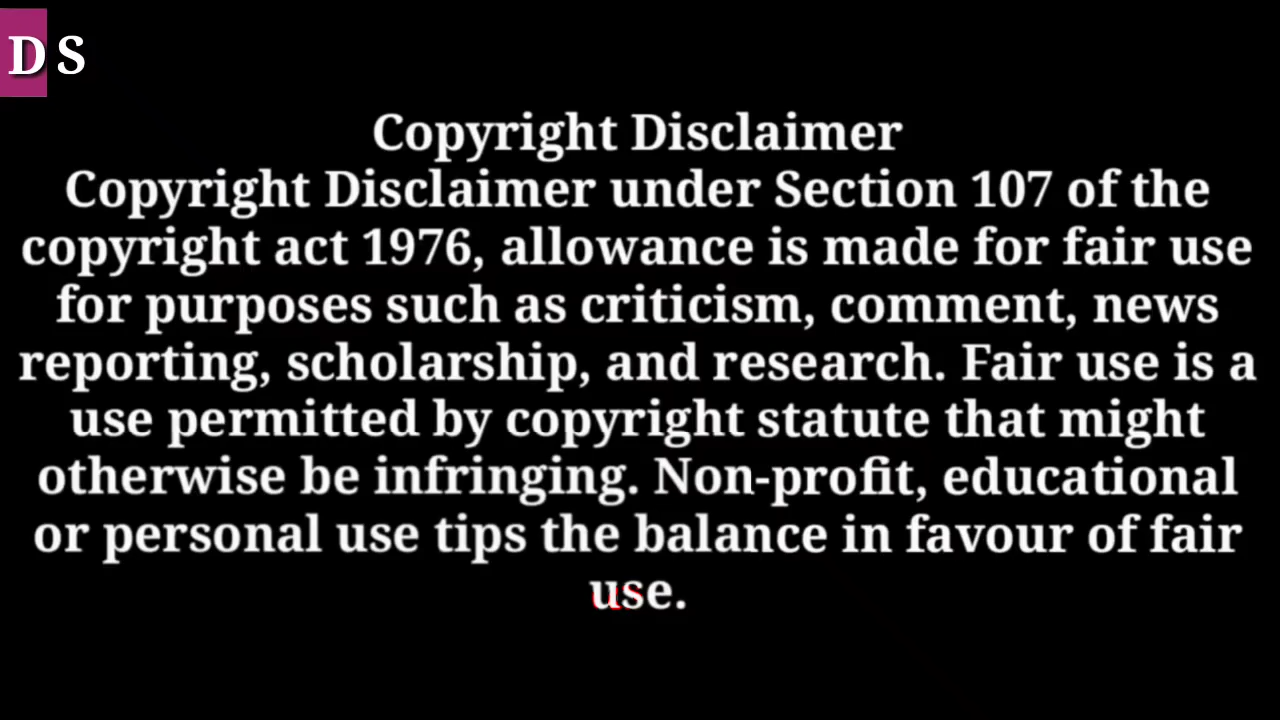 D S
Copyright Disclaimer
Copyright Disclaimer under Section 107 of the
copyright act 1976, allowance is made for fair use
for purposes such as criticism, comment, news
reporting, scholarship, and research. Fair use is a
use permitted by copyright statute that might
otherwise be infringing. Non-profit, educational
or personal use tips the balance in favour of fair
use.